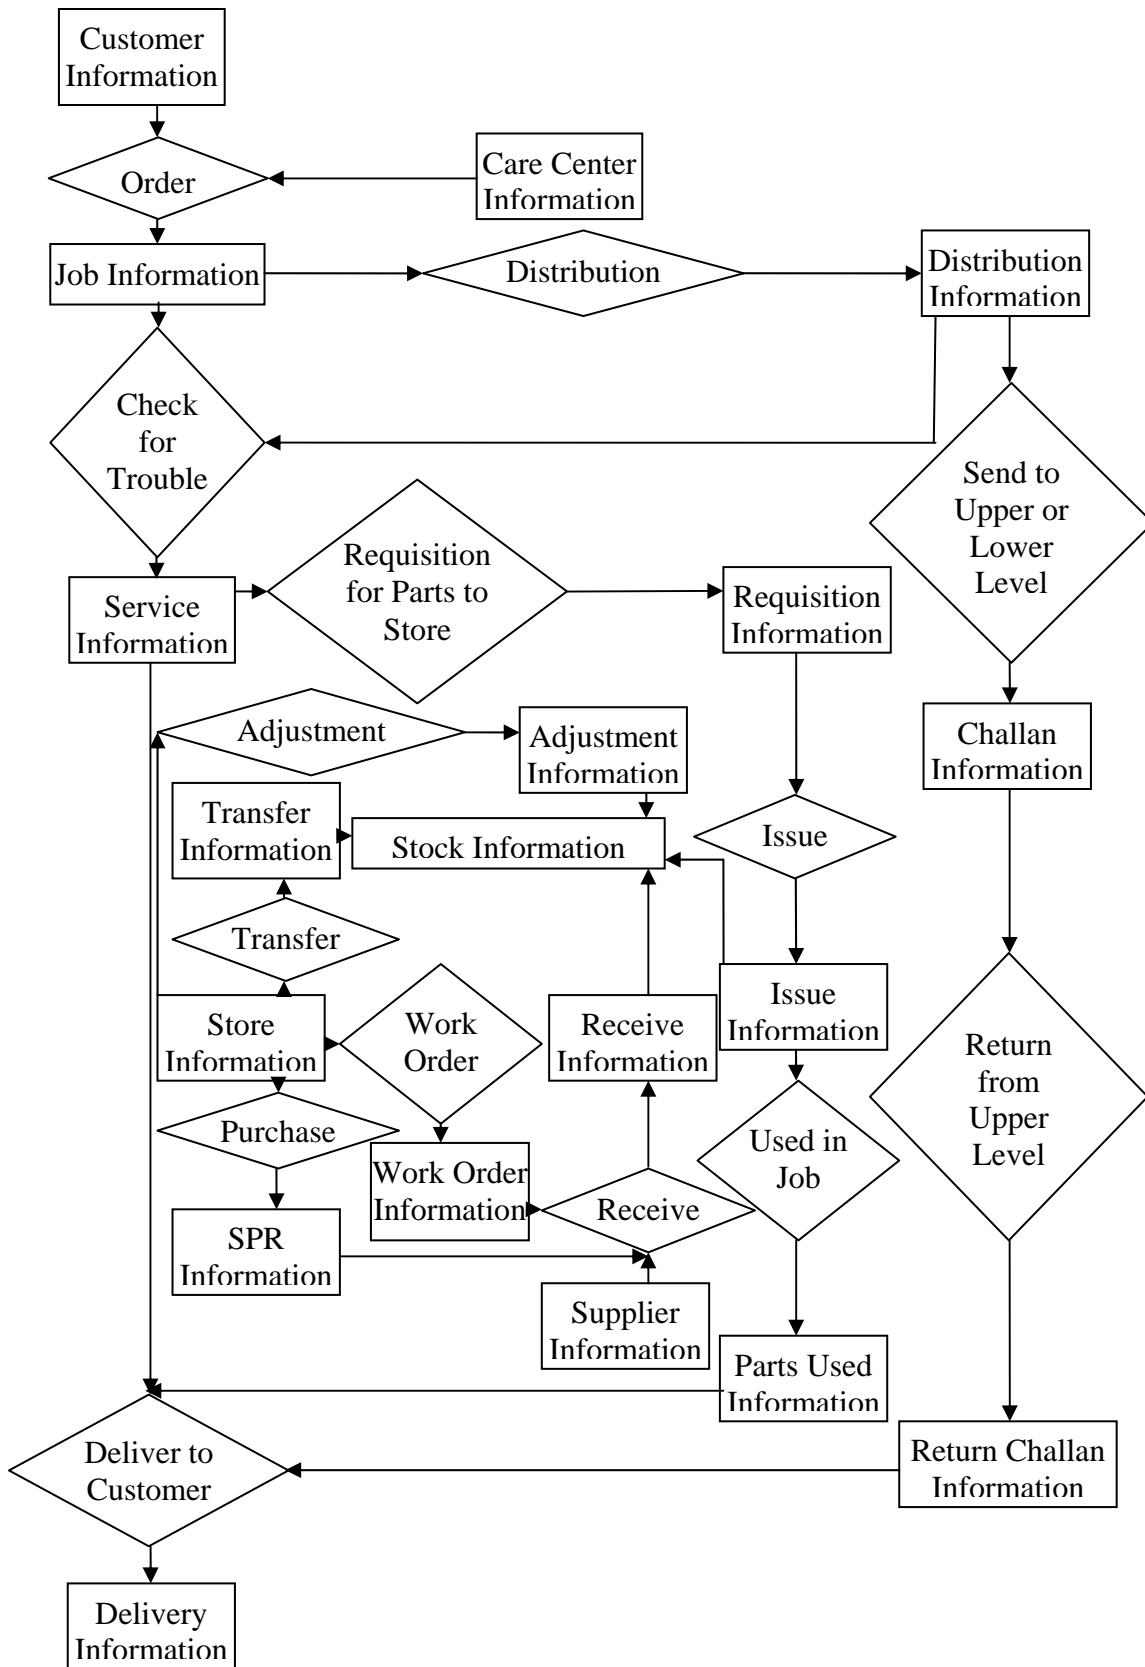 Customer
Information
Care Center
Information
Order
Job Information
Distribution
Distribution
Information
Check
for
Trouble
Send to
Upper or
Lower
Level
Requisition
for Parts to
Store
Service
Information
Requisition
Information
Adjustment
Adjustment
Information
Challan
Information
Transfer
Information
Stock Information
Issue
Transfer
Store
Information
Work
Order
Receive
Information
Issue
Information
Return
from
Upper
Level
Purchase
Used in
Job
Work Order
Information
Receive
SPR
Information
Supplier
Information
Parts Used
Information
Deliver to
Customer
Return Challan
Information
Delivery
Information